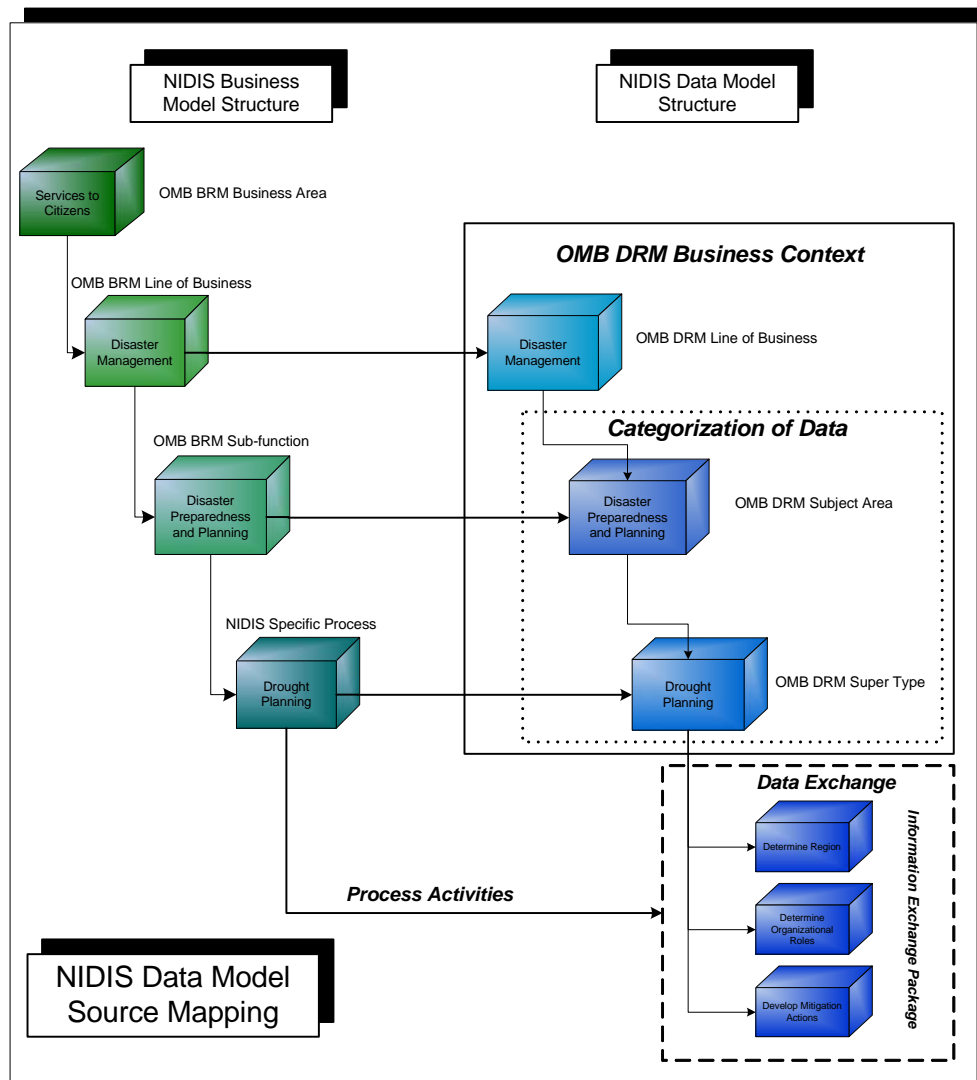 NIDIS Business
Model Structure
NIDIS Data Model
Structure
Services to
Citizens
OMB BRM Business Area
OMB DRM Business Context
OMB BRM Line of Business
Disaster
Management
Disaster
Management
OMB DRM Line of Business
Categorization of Data
OMB BRM Sub-function
Disaster
Preparedness
and Planning
Disaster
Preparedness
and Planning
OMB DRM Subject Area
NIDIS Specific Process
Drought
Planning
Drought
Planning
OMB DRM Super Type
Data Exchange
Determine Region
Information Exchange Package
Process Activities
Determine
Organizational
Roles
Develop Mitigation
Actions
NIDIS Data Model
Source Mapping